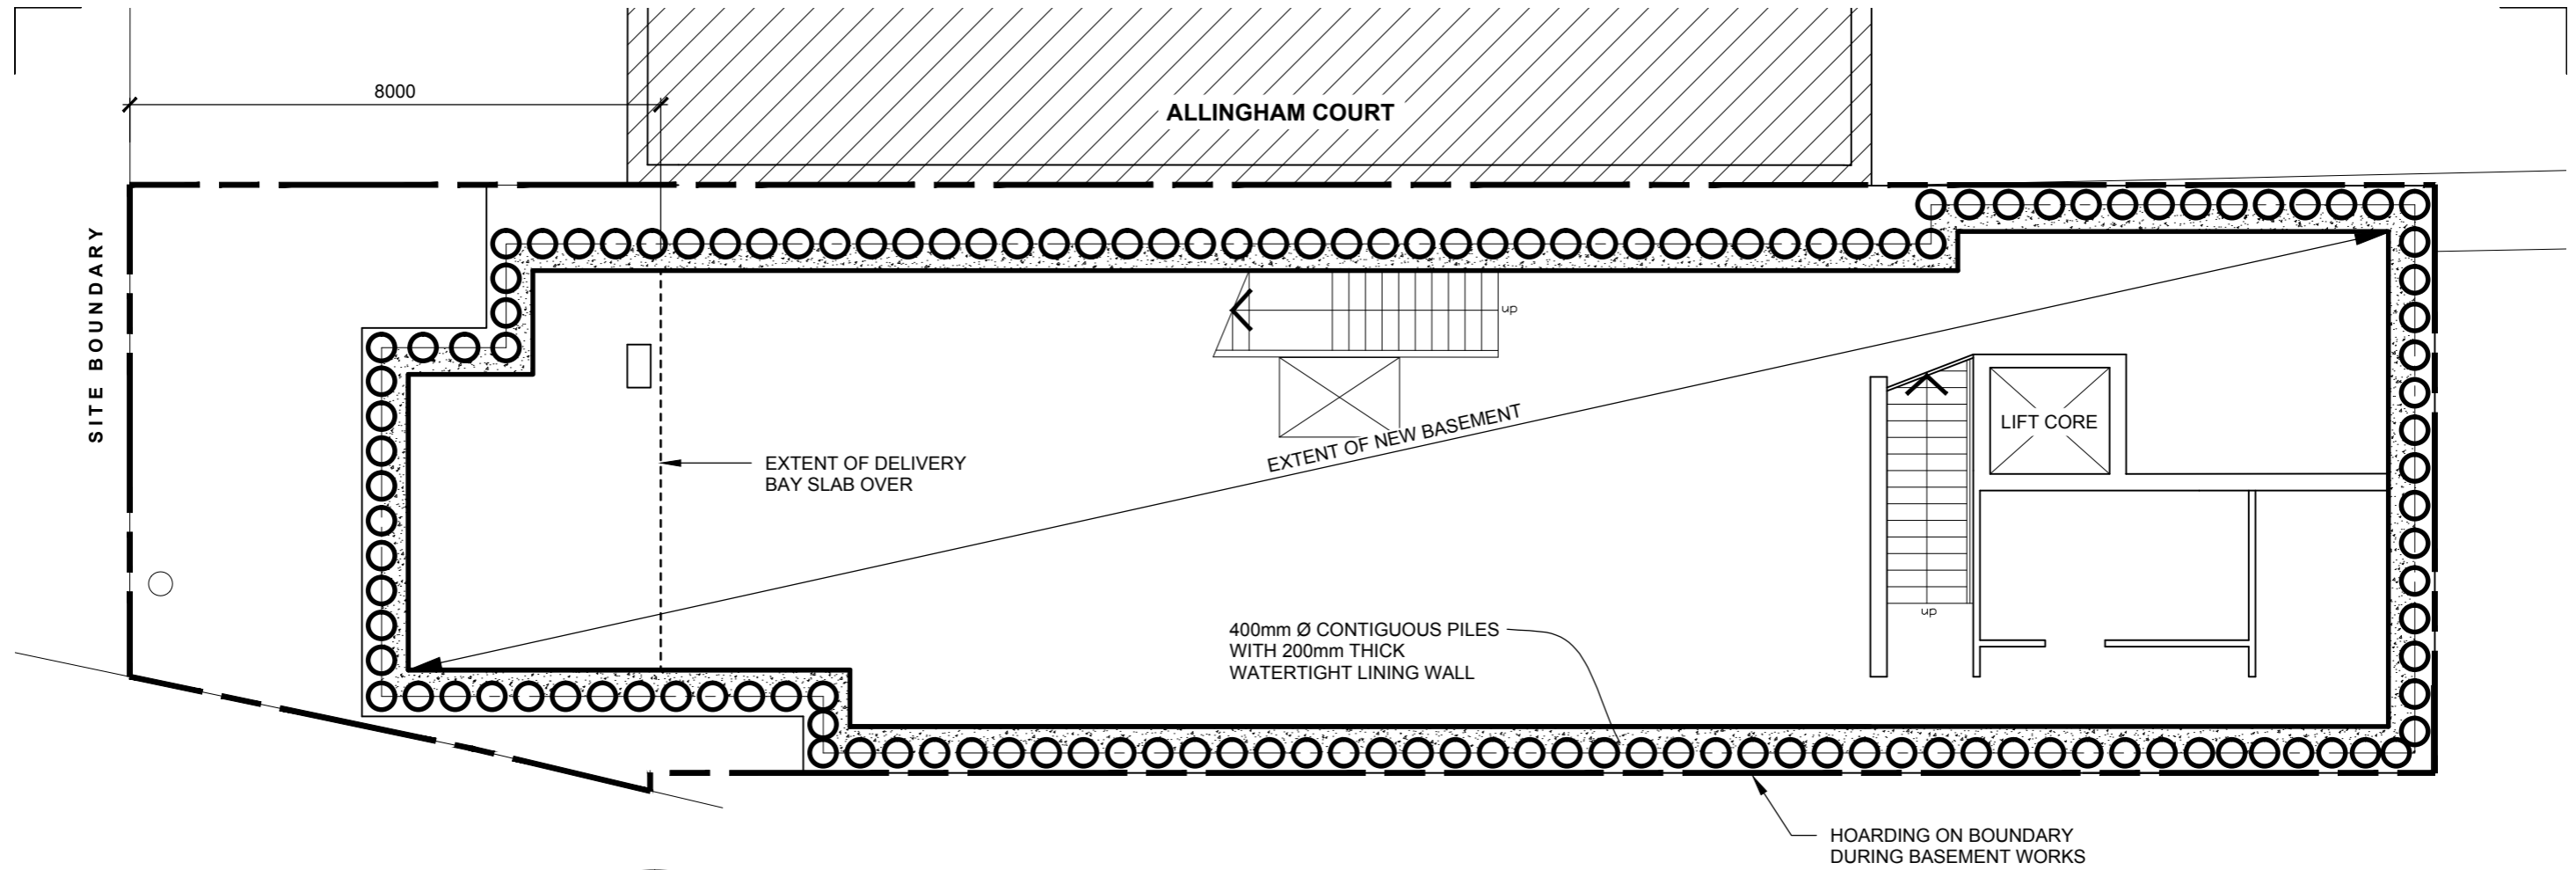 8000
ALLINGHAM COURT
SITE BOUNDARY
up
EXTENT OF NEW BASEMENT
LIFT CORE
EXTENT OF DELIVERY
BAY SLAB OVER
up
400mm Ø CONTIGUOUS PILES
WITH 200mm THICK
WATERTIGHT LINING WALL
HOARDING ON BOUNDARY
DURING BASEMENT WORKS